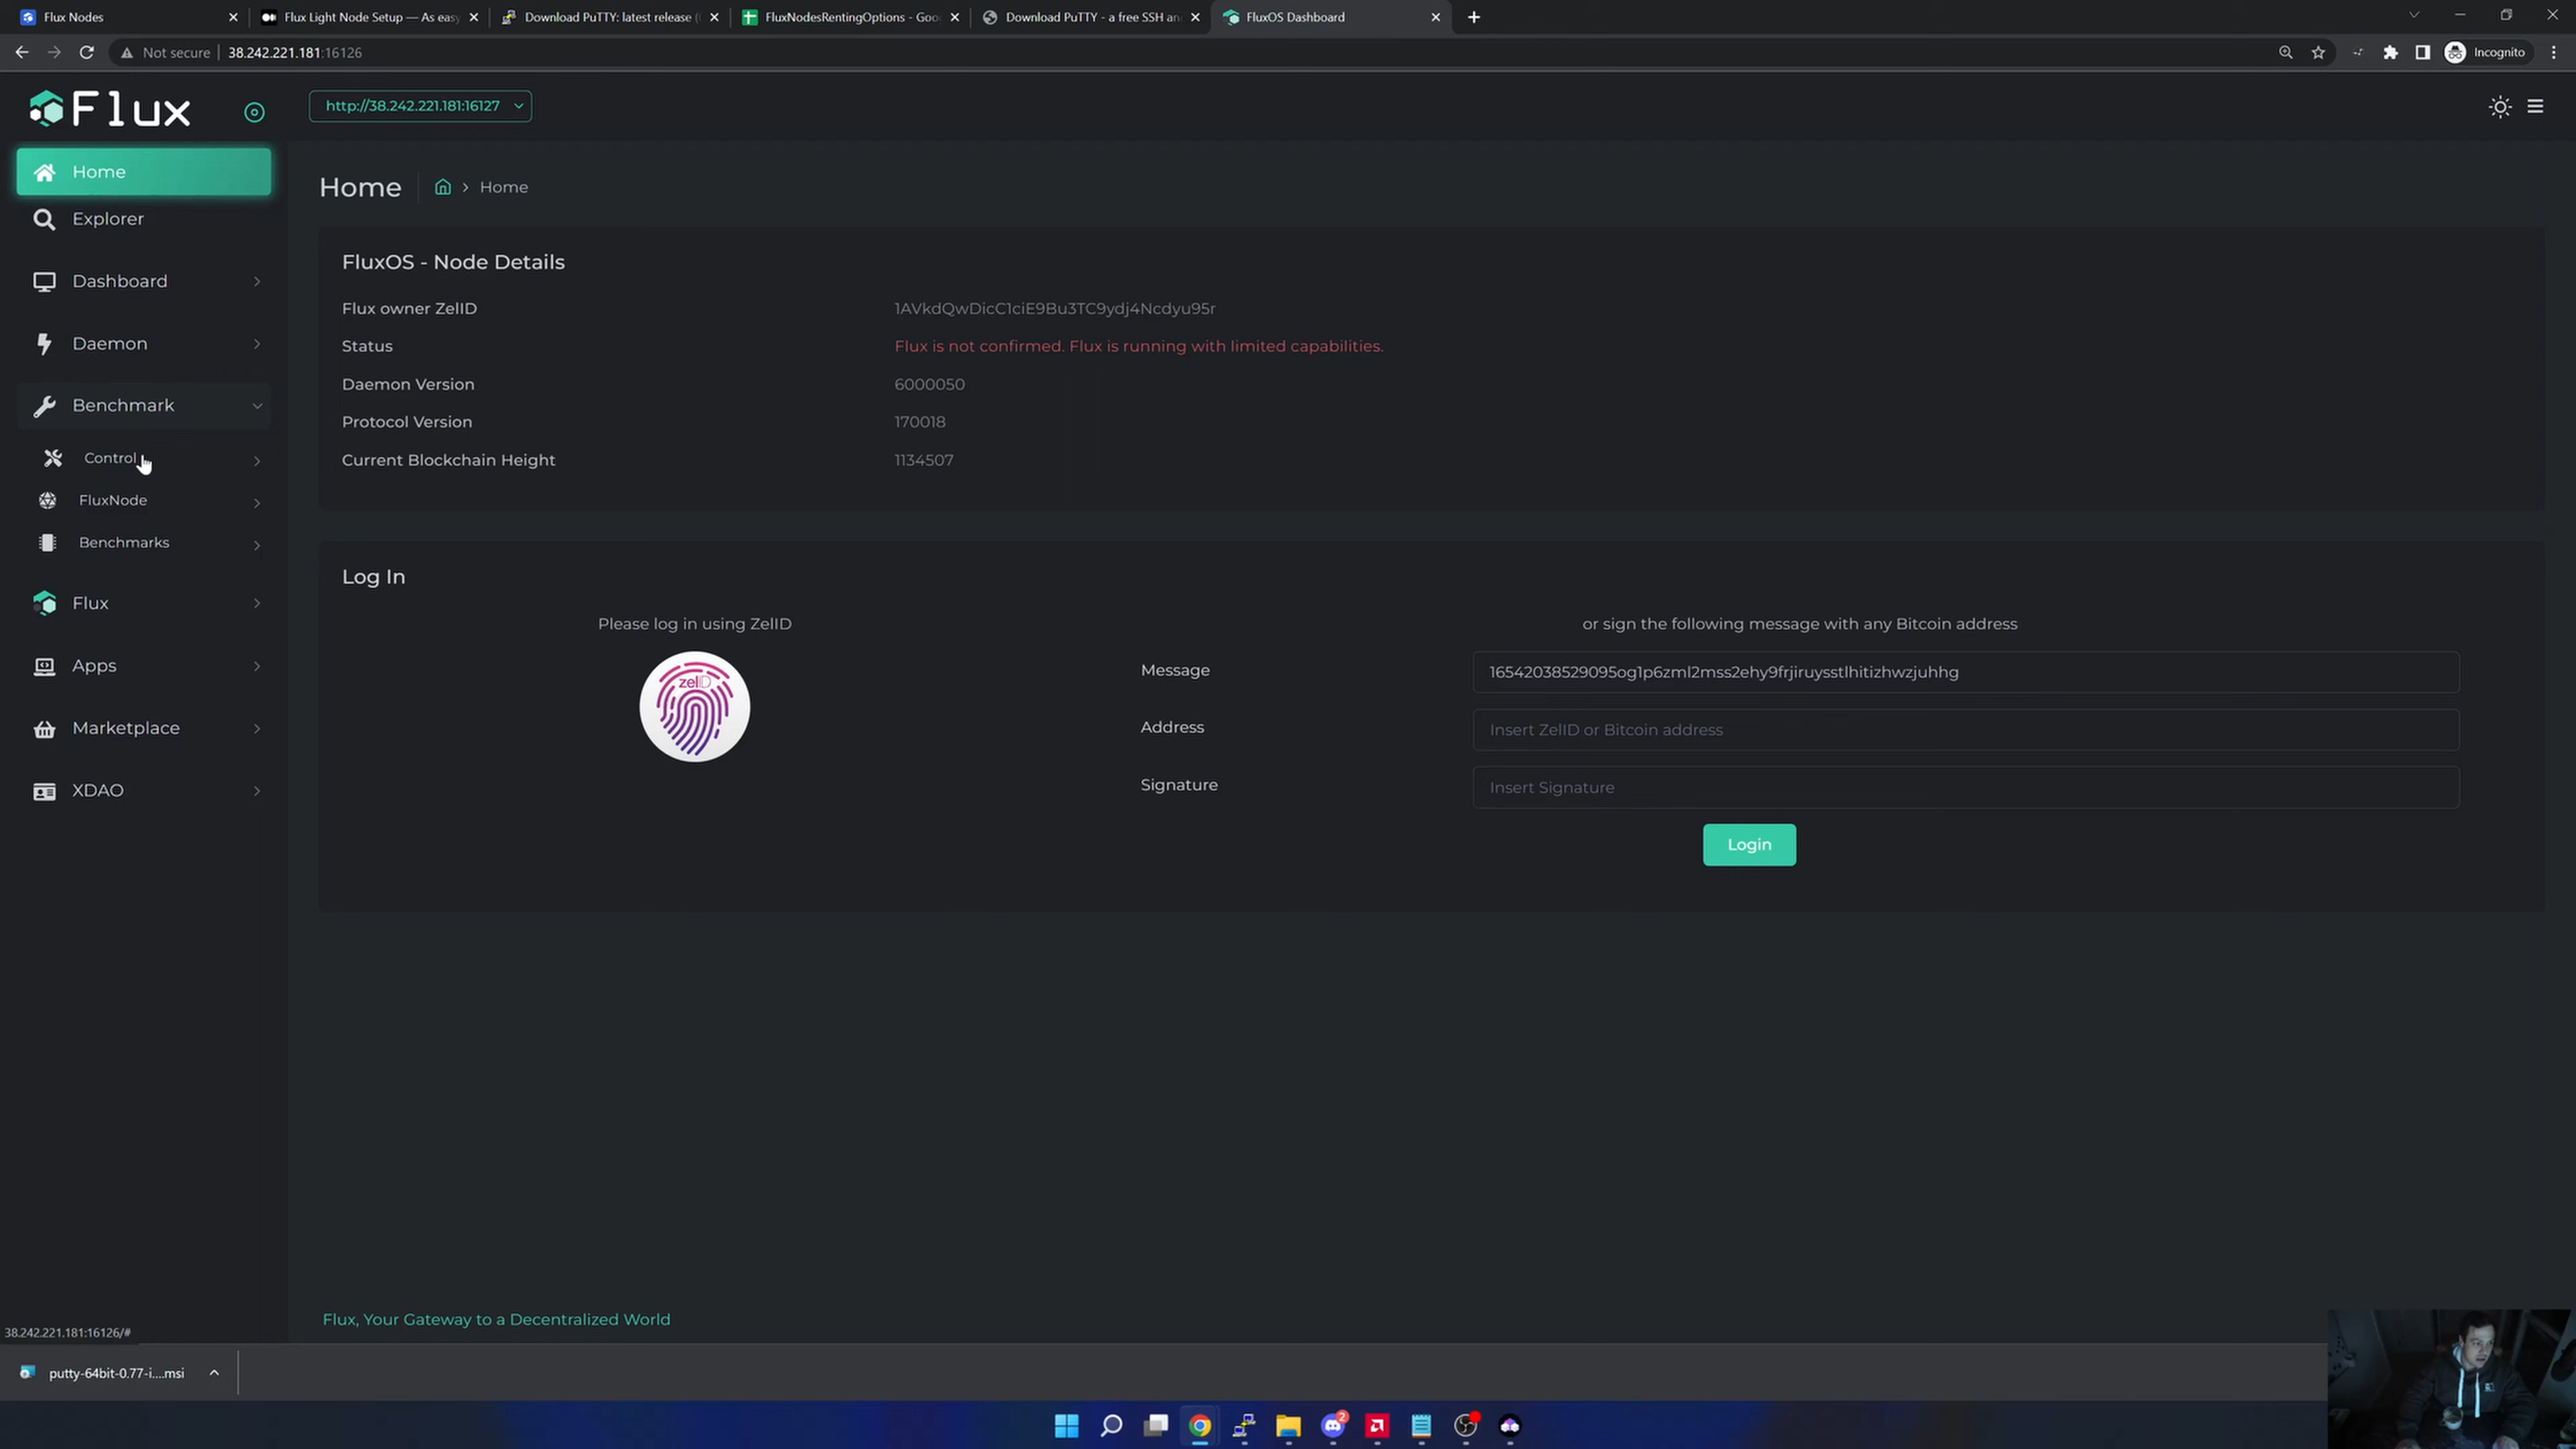 Flux Nodes
Flux Light Node Setup — As easy
Download PuTTY: latest release (
FluxNodesRentingOptions - Goo
Download PuTTY - a free SSH an
FluxOS Dashboard
Not secure
38.242.221.181:16126
Incognito
Flux
http://38.242.221.181:16127
Home
Explorer
Dashboard
Daemon
Benchmark
Control
FluxNode
Benchmarks
Flux
Apps
Marketplace
XDAO
Home
Home
FluxOS - Node Details
Flux owner ZelID
1AVkdQwDicC1ciE9Bu3TC9ydj4Ncdyu95r
Status
Flux is not confirmed. Flux is running with limited capabilities.
Daemon Version
6000050
Protocol Version
170018
Current Blockchain Height
1134507
Log In
Please log in using ZelID
zelID
or sign the following message with any Bitcoin address
Message
16542038529095og1p6zml2mss2ehy9frjiruysstlhitizhwzjuhhg
Address
Insert ZelID or Bitcoin address
Signature
Insert Signature
Login
Flux, Your Gateway to a Decentralized World
38.242.221.181:16126/#
putty-64bit-0.77-i....msi
2